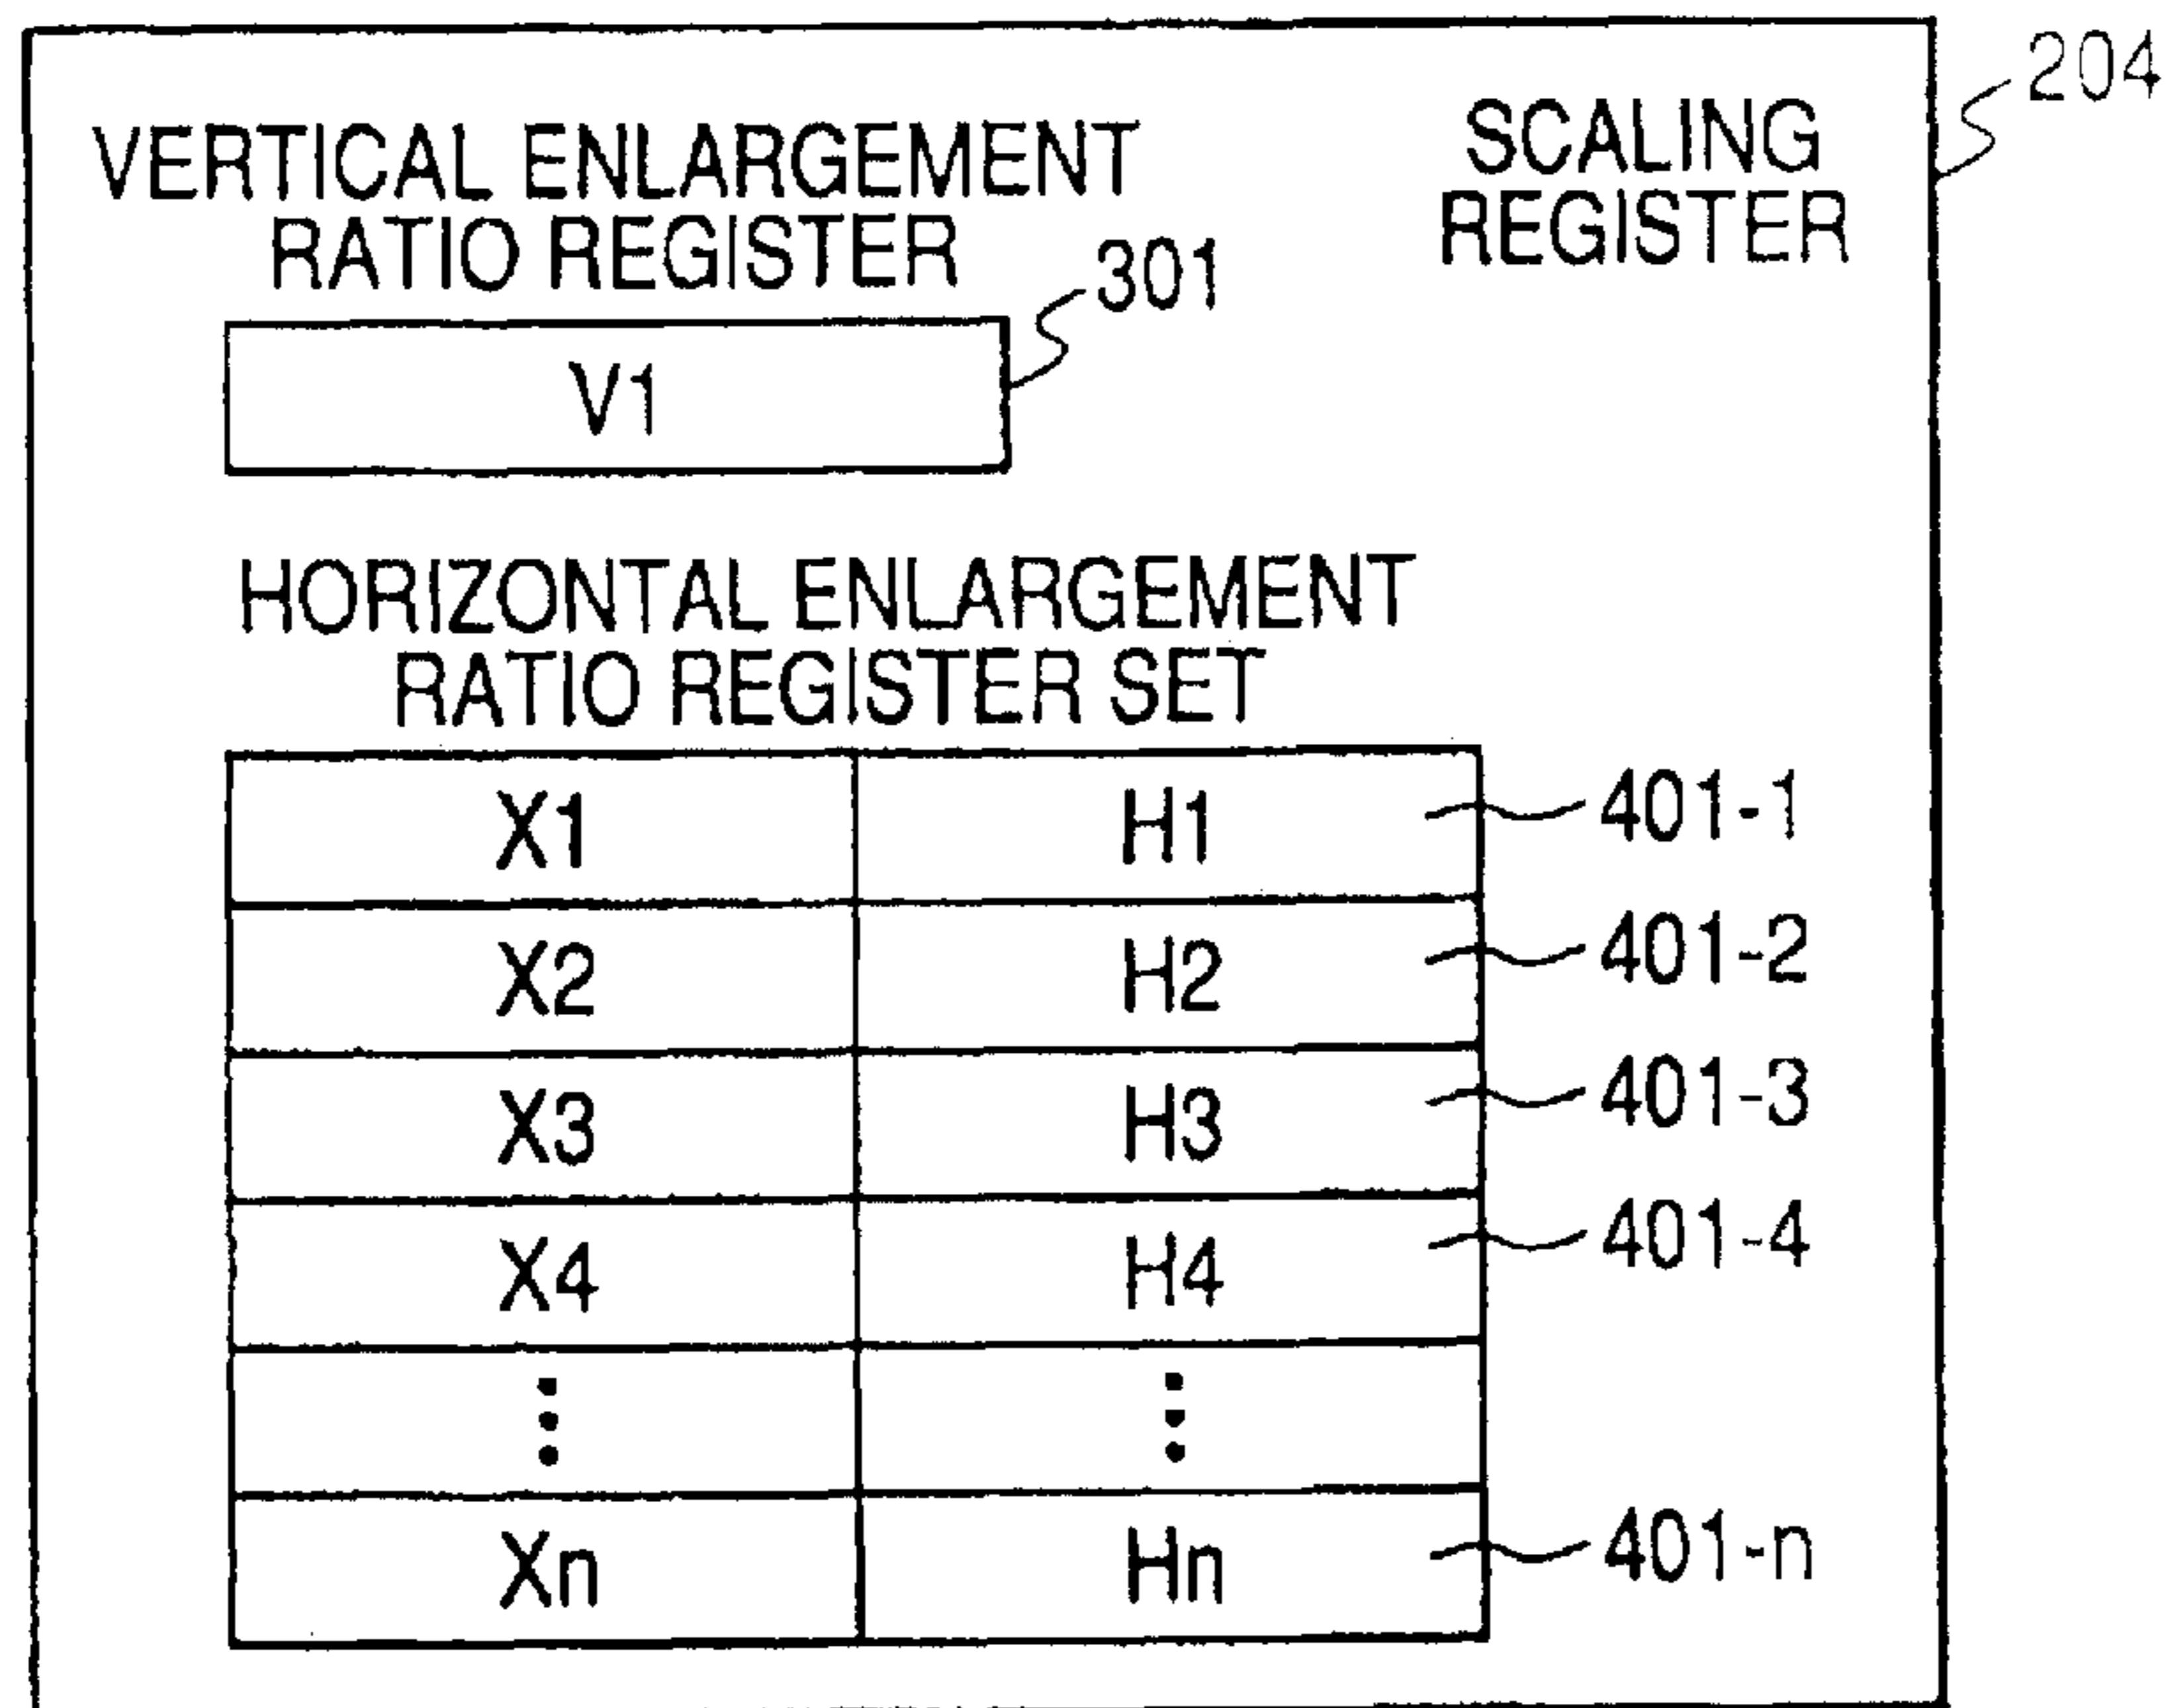 204
SCALING
REGISTER
VERTICAL ENLARGEMENT
RATIO REGISTER
301
V1
HORIZONTAL ENLARGEMENT
RATIO REGISTER SET
X1 H1 401-1
X2 H2 401-2
X3 H3 401-3
X4 H4 401-4
Xn Hn 401-n